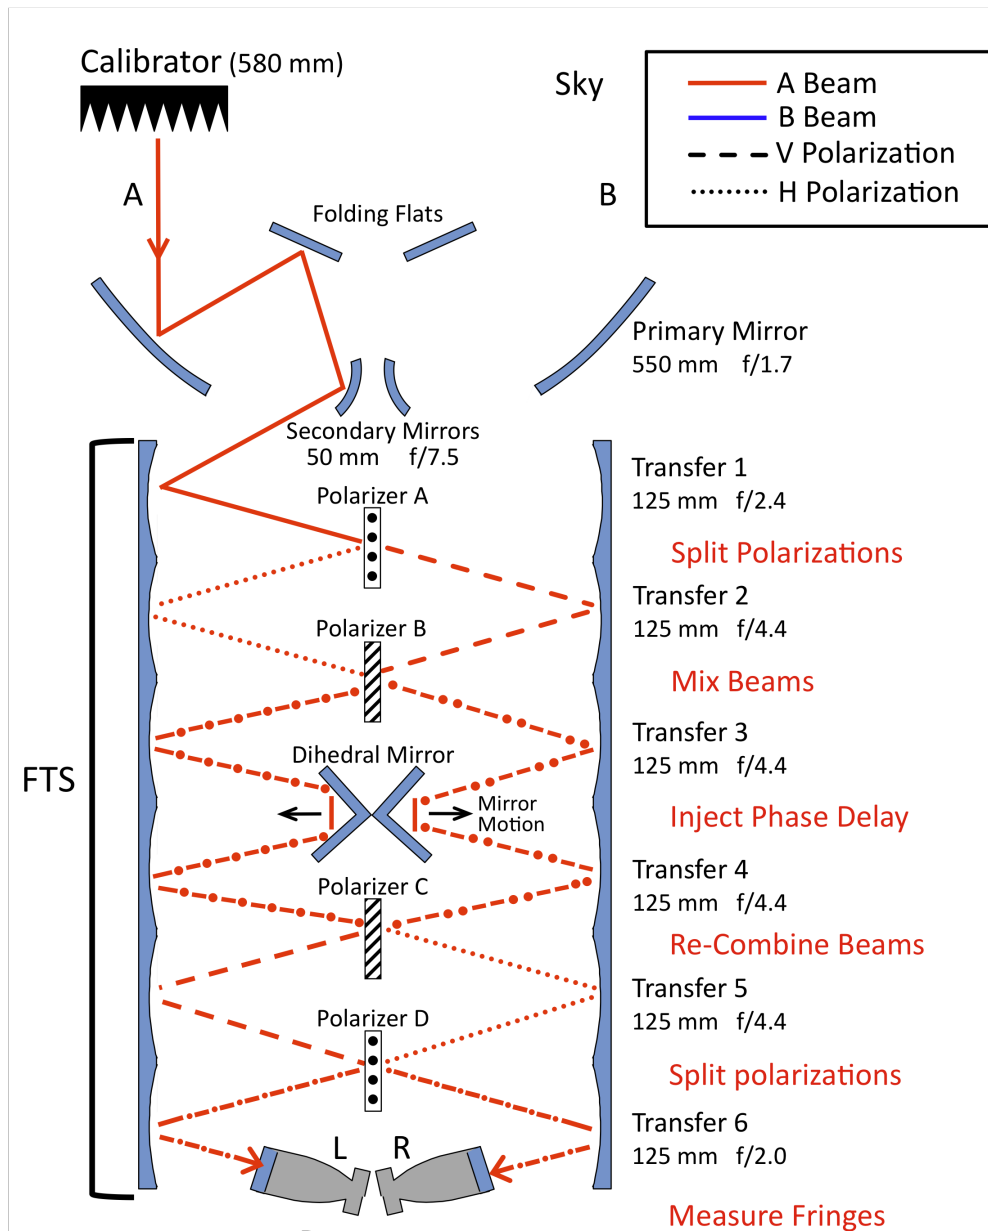 Calibrator (580 mm)
Sky
A Beam
B Beam
V Polarization
H Polarization
A
B
Folding Flats
Primary Mirror
550 mm f/1.7
Secondary Mirrors
50 mm f/7.5
Transfer 1
125 mm f/2.4
Polarizer A
Split Polarizations
Transfer 2
125 mm f/4.4
Polarizer B
Mix Beams
Transfer 3
125 mm f/4.4
Dihedral Mirror
FTS
Mirror
Motion
Inject Phase Delay
Transfer 4
125 mm f/4.4
Polarizer C
Re-Combine Beams
Transfer 5
125 mm f/4.4
Polarizer D
Split polarizations
Transfer 6
125 mm f/2.0
L
R
Measure Fringes